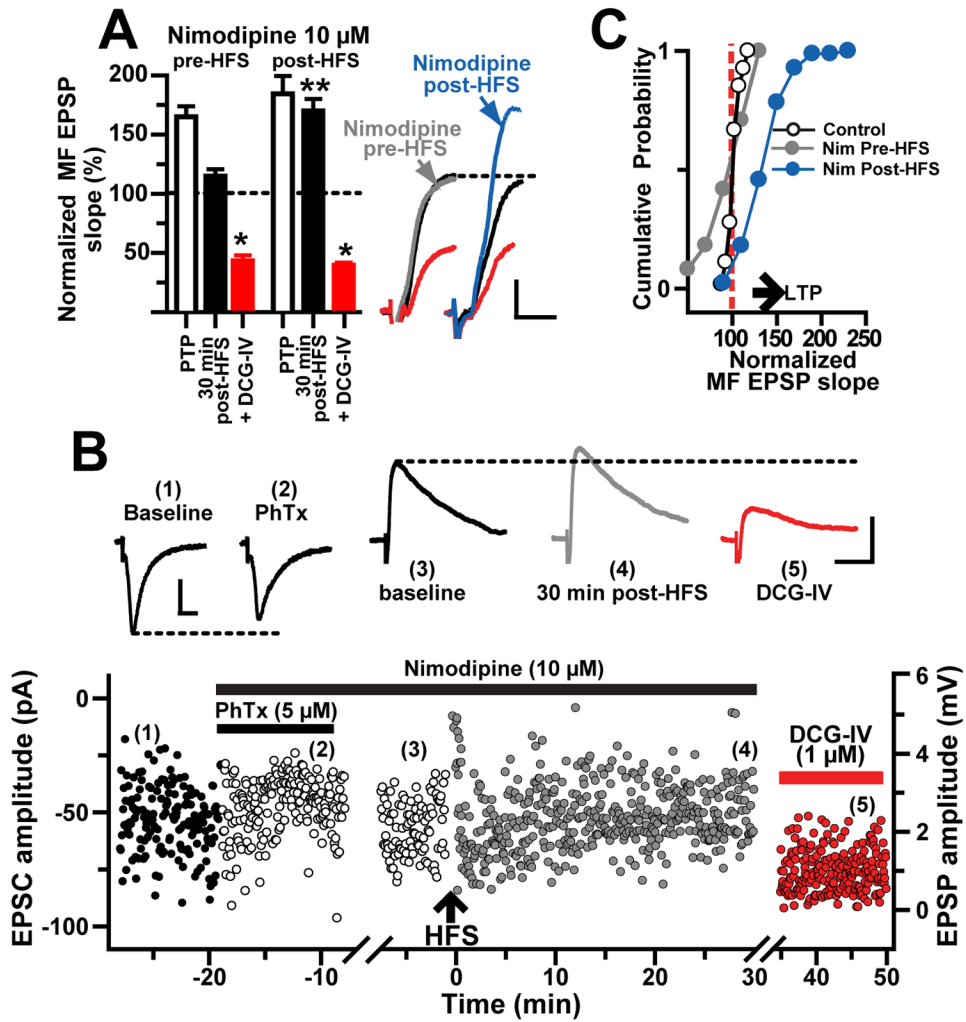 A
Nimodipine 10 µM
pre-HFS post-HFS
Normalized MF EPSP
slope (%)
200
150
100
50
*
**
*
PTP
30 min
post-HFS
+ DCG-IV
PTP
30 min
post-HFS
+ DCG-IV
Nimodipine
post-HFS
Nimodipine
pre-HFS
C
Cumulative Probability
1
0
Control
Nim Pre-HFS
Nim Post-HFS
LTP
100 150 200 250
Normalized
MF EPSP slope
B
(1)
Baseline
(2)
PhTx
(3)
baseline
(4)
30 min post-HFS
(5)
DCG-IV
Nimodipine (10 µM)
PhTx (5 µM)
(1)
(2)
(3)
(4)
DCG-IV
(1 µM)
(5)
HFS
EPSC amplitude (pA)
0
-50
-100
EPSP amplitude (mV)
6
4
2
0
-20 -10 0 10 20 30 40 50
Time (min)